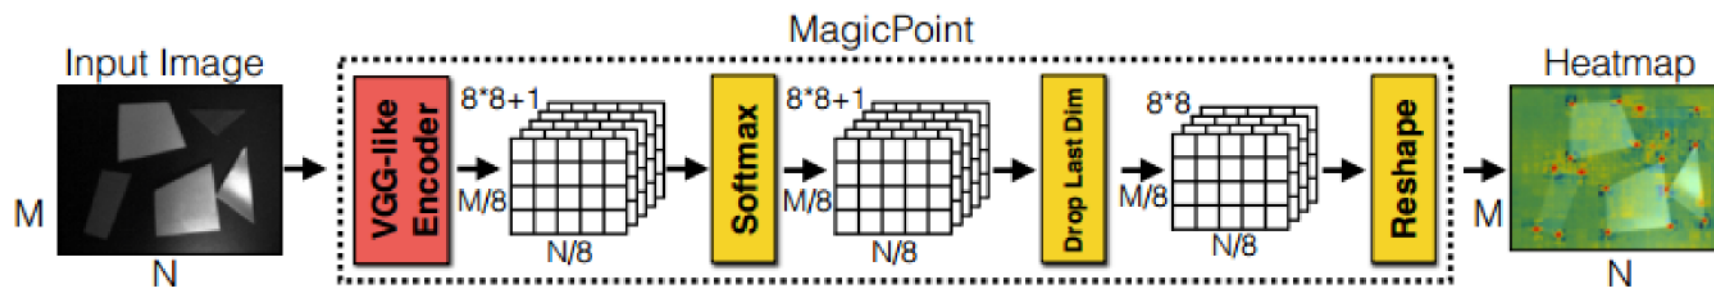 MagicPoint
Input Image
M
N
VGG-like
Encoder
8*8+1
M/8
N/8
Softmax
8*8+1
M/8
N/8
Drop Last Dim
8*8
M/8
N/8
Reshape
Heatmap
M
N